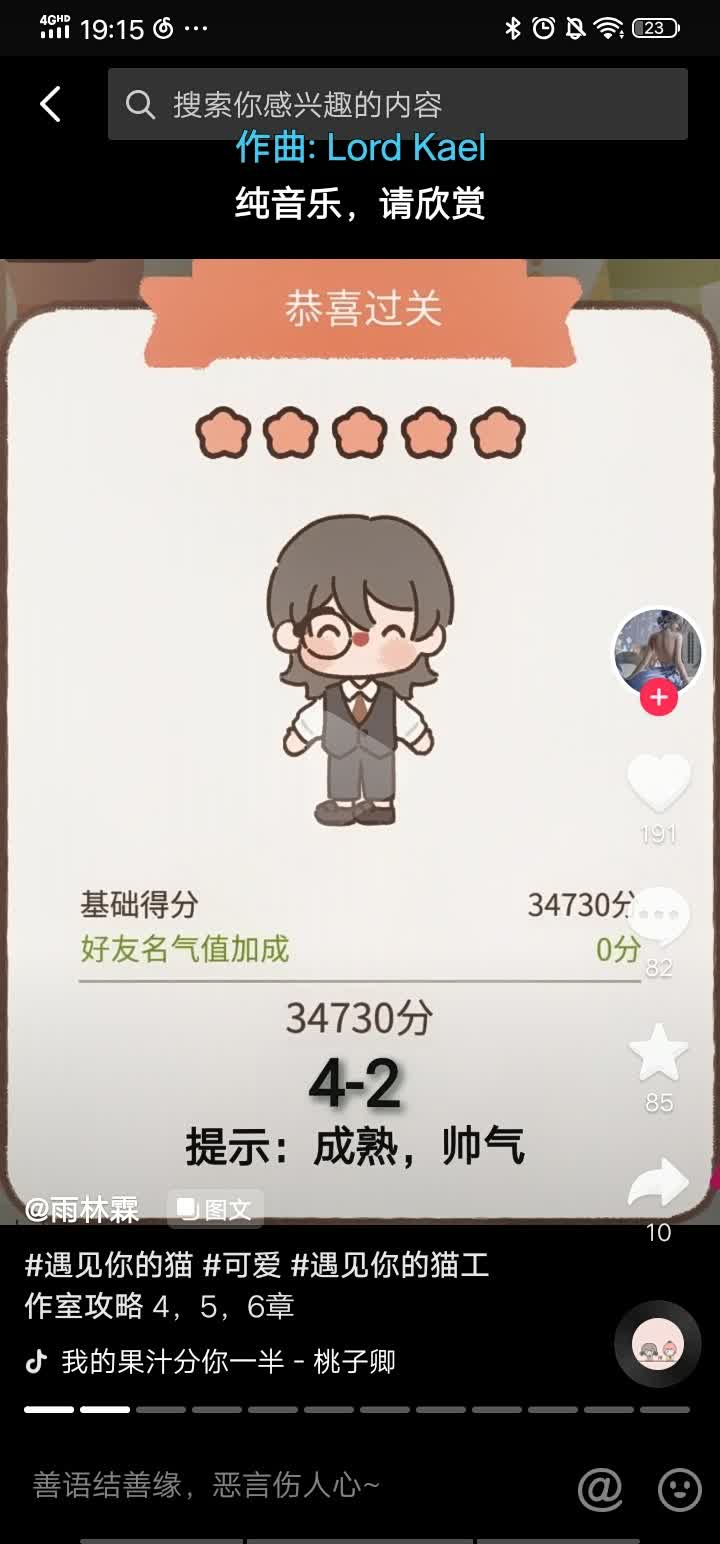 4GHD 19:15 ··· 23
搜索你感兴趣的内容
作曲: Lord Kael
纯音乐，请欣赏
恭喜过关
基础得分 34730分
好友名气值加成 0分
34730分
4-2
提示：成熟，帅气
191
82
85
10
@雨林霖 图文
#遇见你的猫 #可爱 #遇见你的猫工
作室攻略 4，5，6章
我的果汁分你一半 - 桃子卿
善语结善缘，恶言伤人心~